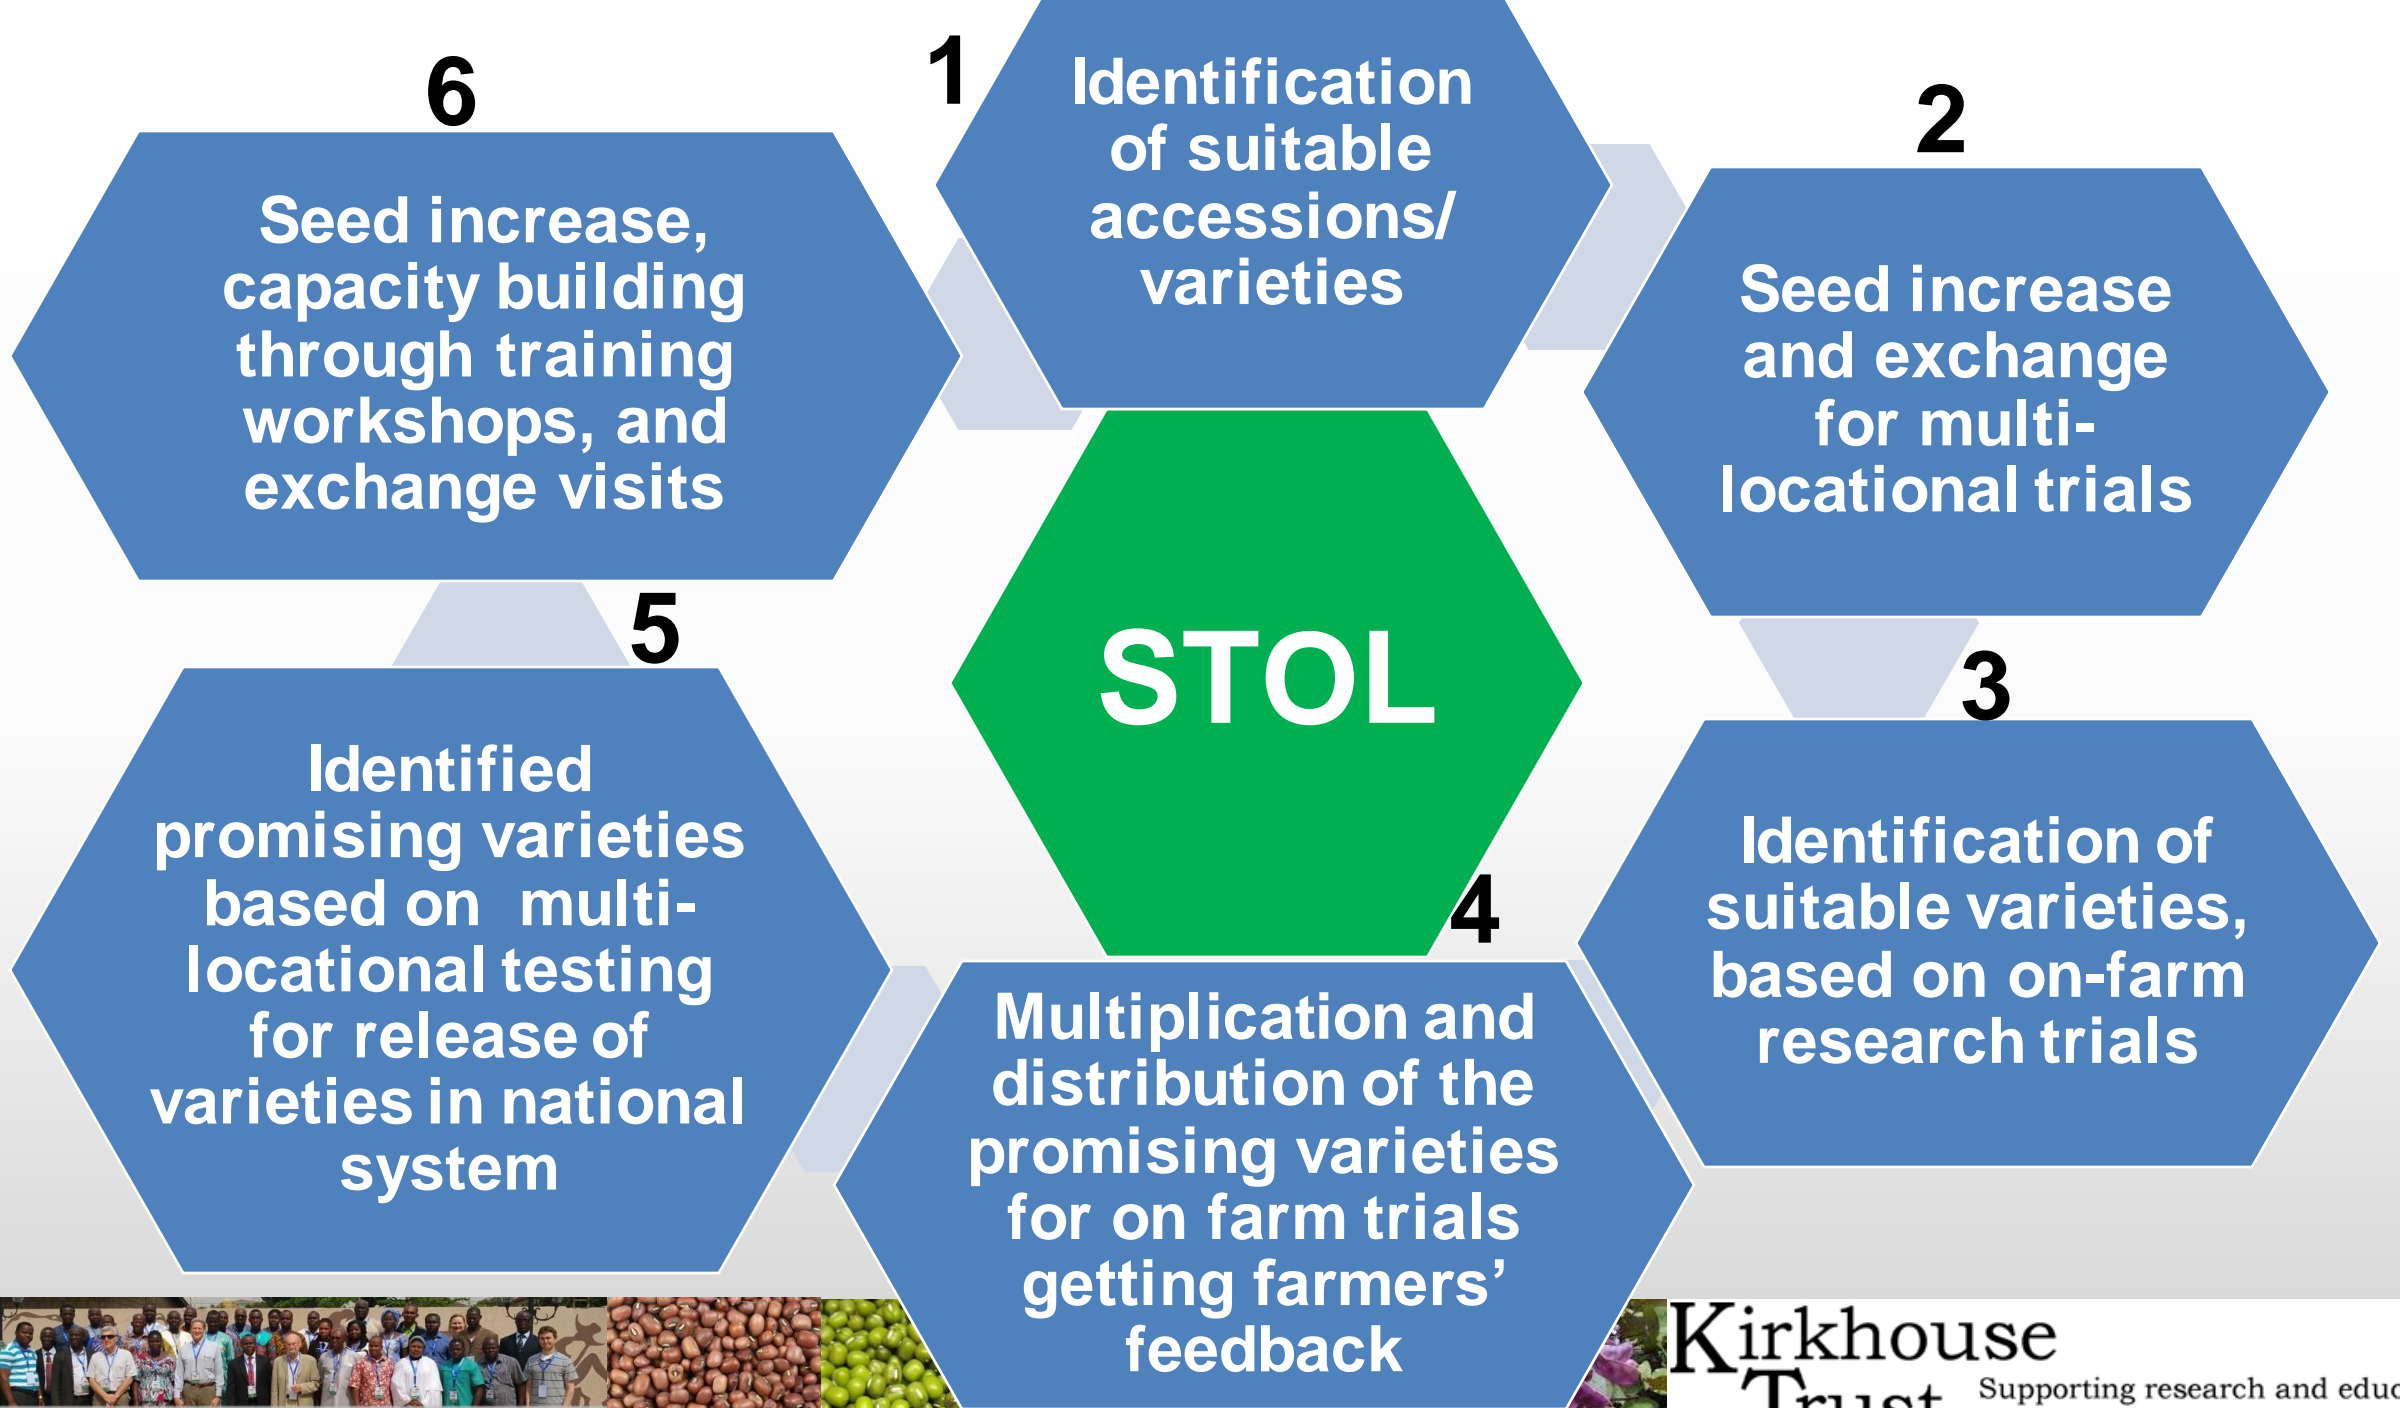 1
Identification
of suitable
accessions/
varieties
2
Seed increase
and exchange
for multi-
locational trials
3
Identification of
suitable varieties,
based on on-farm
research trials
4
Multiplication and
distribution of the
promising varieties
for on farm trials
getting farmers’
feedback
5
Identified
promising varieties
based on  multi-
locational testing
for release of
varieties in national
system
6
Seed increase,
capacity building
through training
workshops, and
exchange visits
STOL
Kirkhouse
Trust
Supporting research and educ